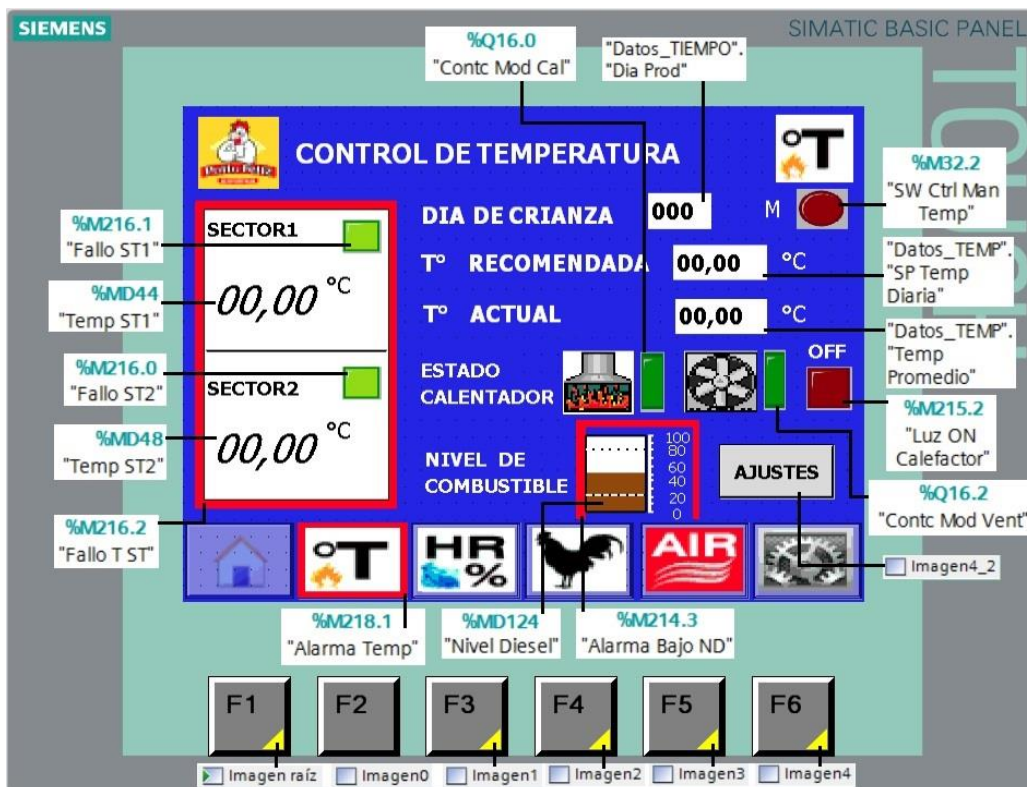 SIEMENS
SIMATIC BASIC PANEL
TOUCH
%Q16.0
"Contc Mod Cal"
"Datos_TIEMPO".
"Dia Prod"
CONTROL DE TEMPERATURA
°T
%M32.2
"SW Ctrl Man
Temp"
%M216.1
"Fallo ST1"
SECTOR1
DIA DE CRIANZA
000
M
%MD44
"Temp ST1"
00,00 °C
T° RECOMENDADA
00,00
°C
"Datos_TEMP".
"SP Temp
Diaria"
T° ACTUAL
00,00
°C
"Datos_TEMP".
"Temp
Promedio"
%M216.0
"Fallo ST2"
SECTOR2
ESTADO
CALENTADOR
OFF
%MD48
"Temp ST2"
00,00 °C
%M215.2
"Luz ON
Calefactor"
NIVEL DE
COMBUSTIBLE
100
80
60
40
20
0
AJUSTES
%Q16.2
"Contc Mod Vent"
%M216.2
"Fallo T ST"
°T
HR
%
AIR
Imagen4_2
%M218.1
"Alarma Temp"
%MD124
"Nivel Diesel"
%M214.3
"Alarma Bajo ND"
F1
F2
F3
F4
F5
F6
Imagen raíz
Imagen0
Imagen1
Imagen2
Imagen3
Imagen4